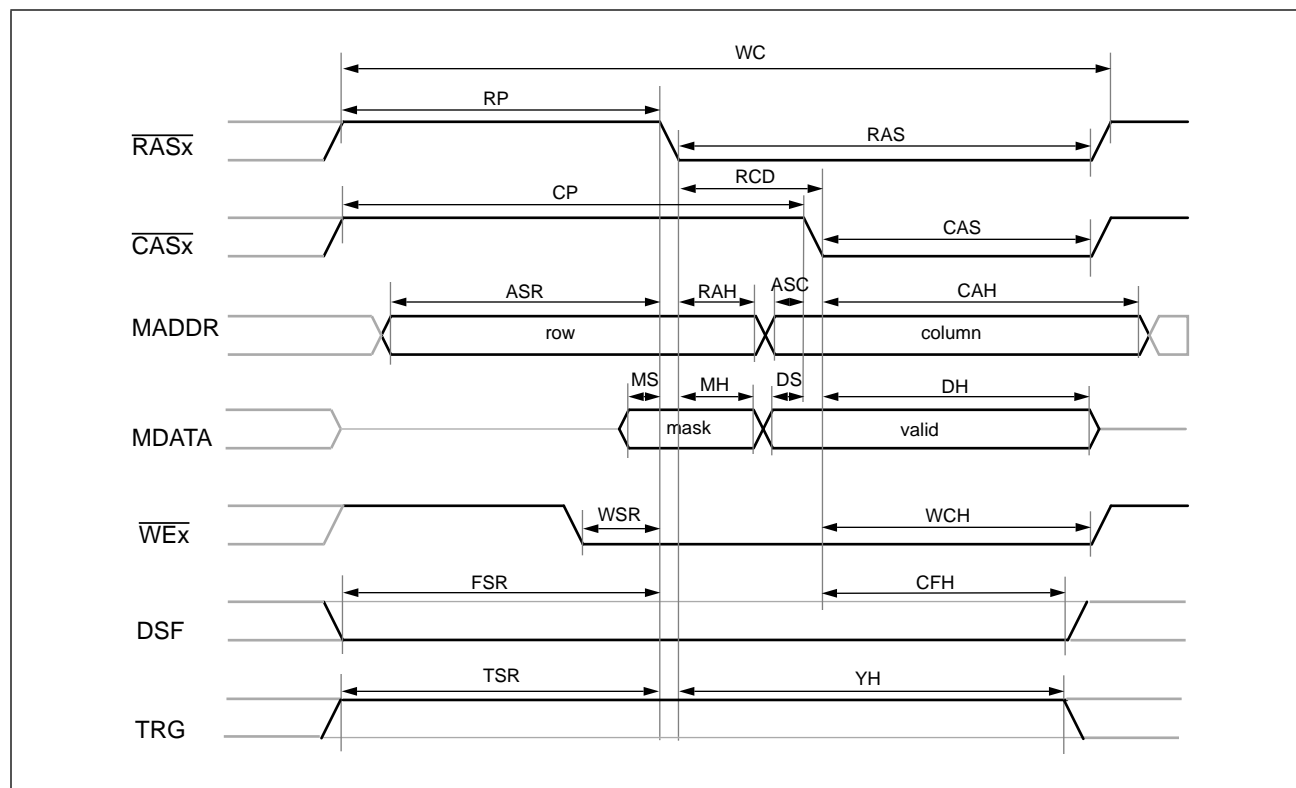 WC
RP
RASx
RAS
RCD
CP
CASx
CAS
ASC
ASR
RAH
CAH
MADDR
row
column
MS
MH
DS
DH
MDATA
mask
valid
WSR
WCH
WEx
FSR
CFH
DSF
TSR
YH
TRG